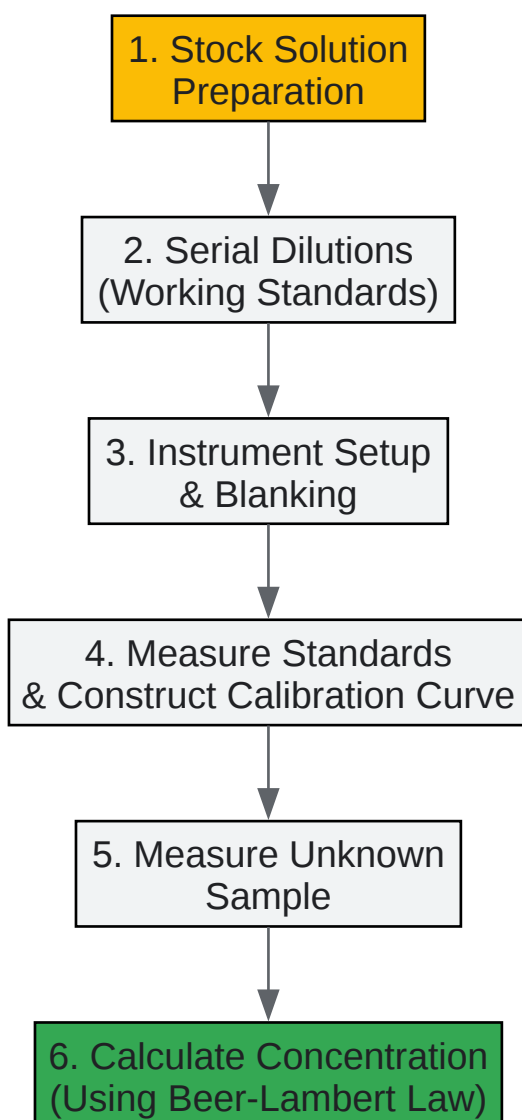 1. Stock Solution
Preparation
2. Serial Dilutions
(Working Standards)
3. Instrument Setup
& Blanking
4. Measure Standards
& Construct Calibration Curve
5. Measure Unknown
Sample
6. Calculate Concentration
(Using Beer-Lambert Law)